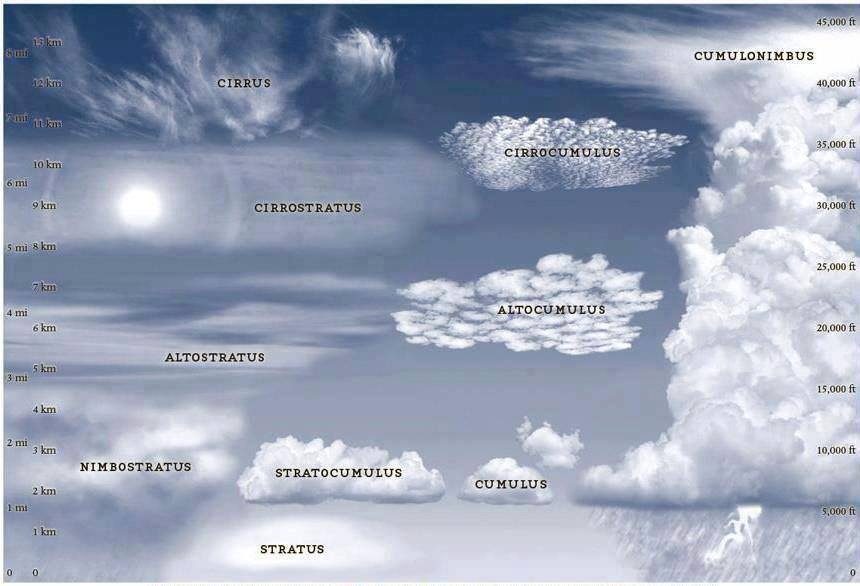 45,000 ft
13 km
8 mi
CUMULONIMBUS
CIRRUS
12 km
40,000 ft
7 mi
11 km
35,000 ft
CIRROCUMULUS
10 km
6 mi
9 km
CIRROSTRATUS
30,000 ft
5 mi
8 km
25,000 ft
7 km
4 mi
ALTOCUMULUS
6 km
20,000 ft
ALTOSTRATUS
5 km
3 mi
15,000 ft
4 km
2 mi
3 km
10,000 ft
NIMBOSTRATUS
STRATOCUMULUS
CUMULUS
2 km
1 mi
5,000 ft
1 km
STRATUS
0
0
0